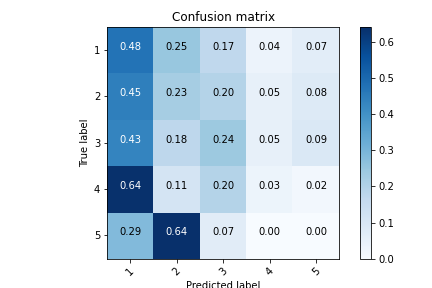 Confusion matrix
True label
1 0.48 0.25 0.17 0.04 0.07
2 0.45 0.23 0.20 0.05 0.08
3 0.43 0.18 0.24 0.05 0.09
4 0.64 0.11 0.20 0.03 0.02
5 0.29 0.64 0.07 0.00 0.00
1 2 3 4 5
Predicted label
0.6
0.5
0.4
0.3
0.2
0.1
0.0